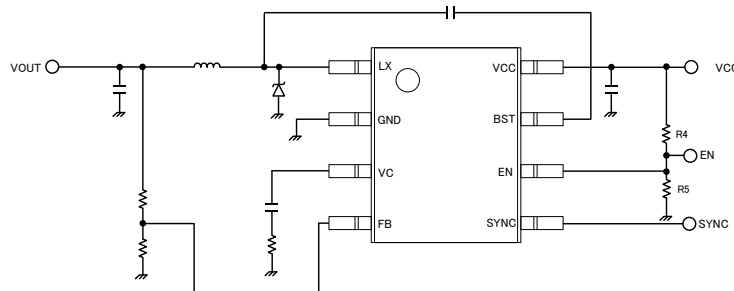 VOUT
LX
VCC
VCC
GND
BST
R4
EN
VC
EN
R5
FB
SYNC
SYNC